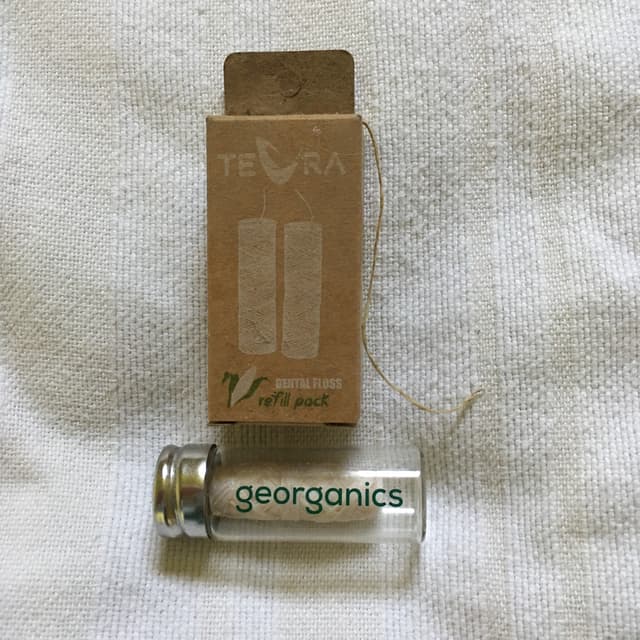 TEVRA
DENTAL FLOSS
refill pack
georganics